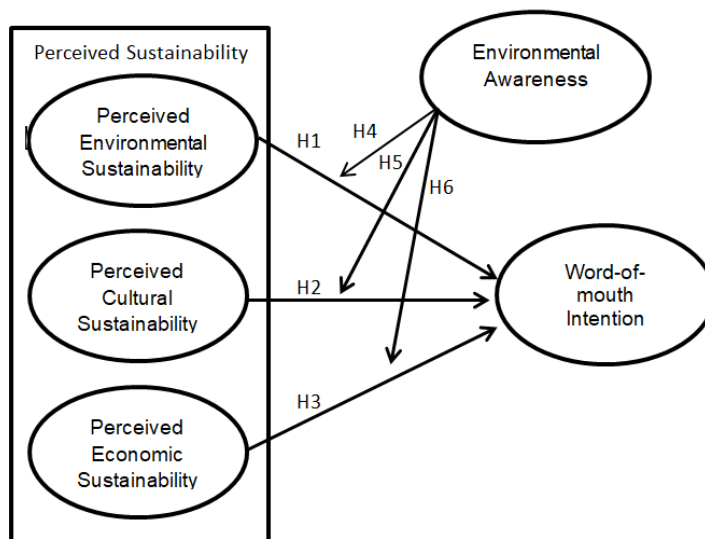 Perceived Sustainability
Perceived
Environmental
Sustainability
Environmental
Awareness
H1
H4
H5
H6
Perceived
Cultural
Sustainability
H2
Word-of-
mouth
Intention
H3
Perceived
Economic
Sustainability